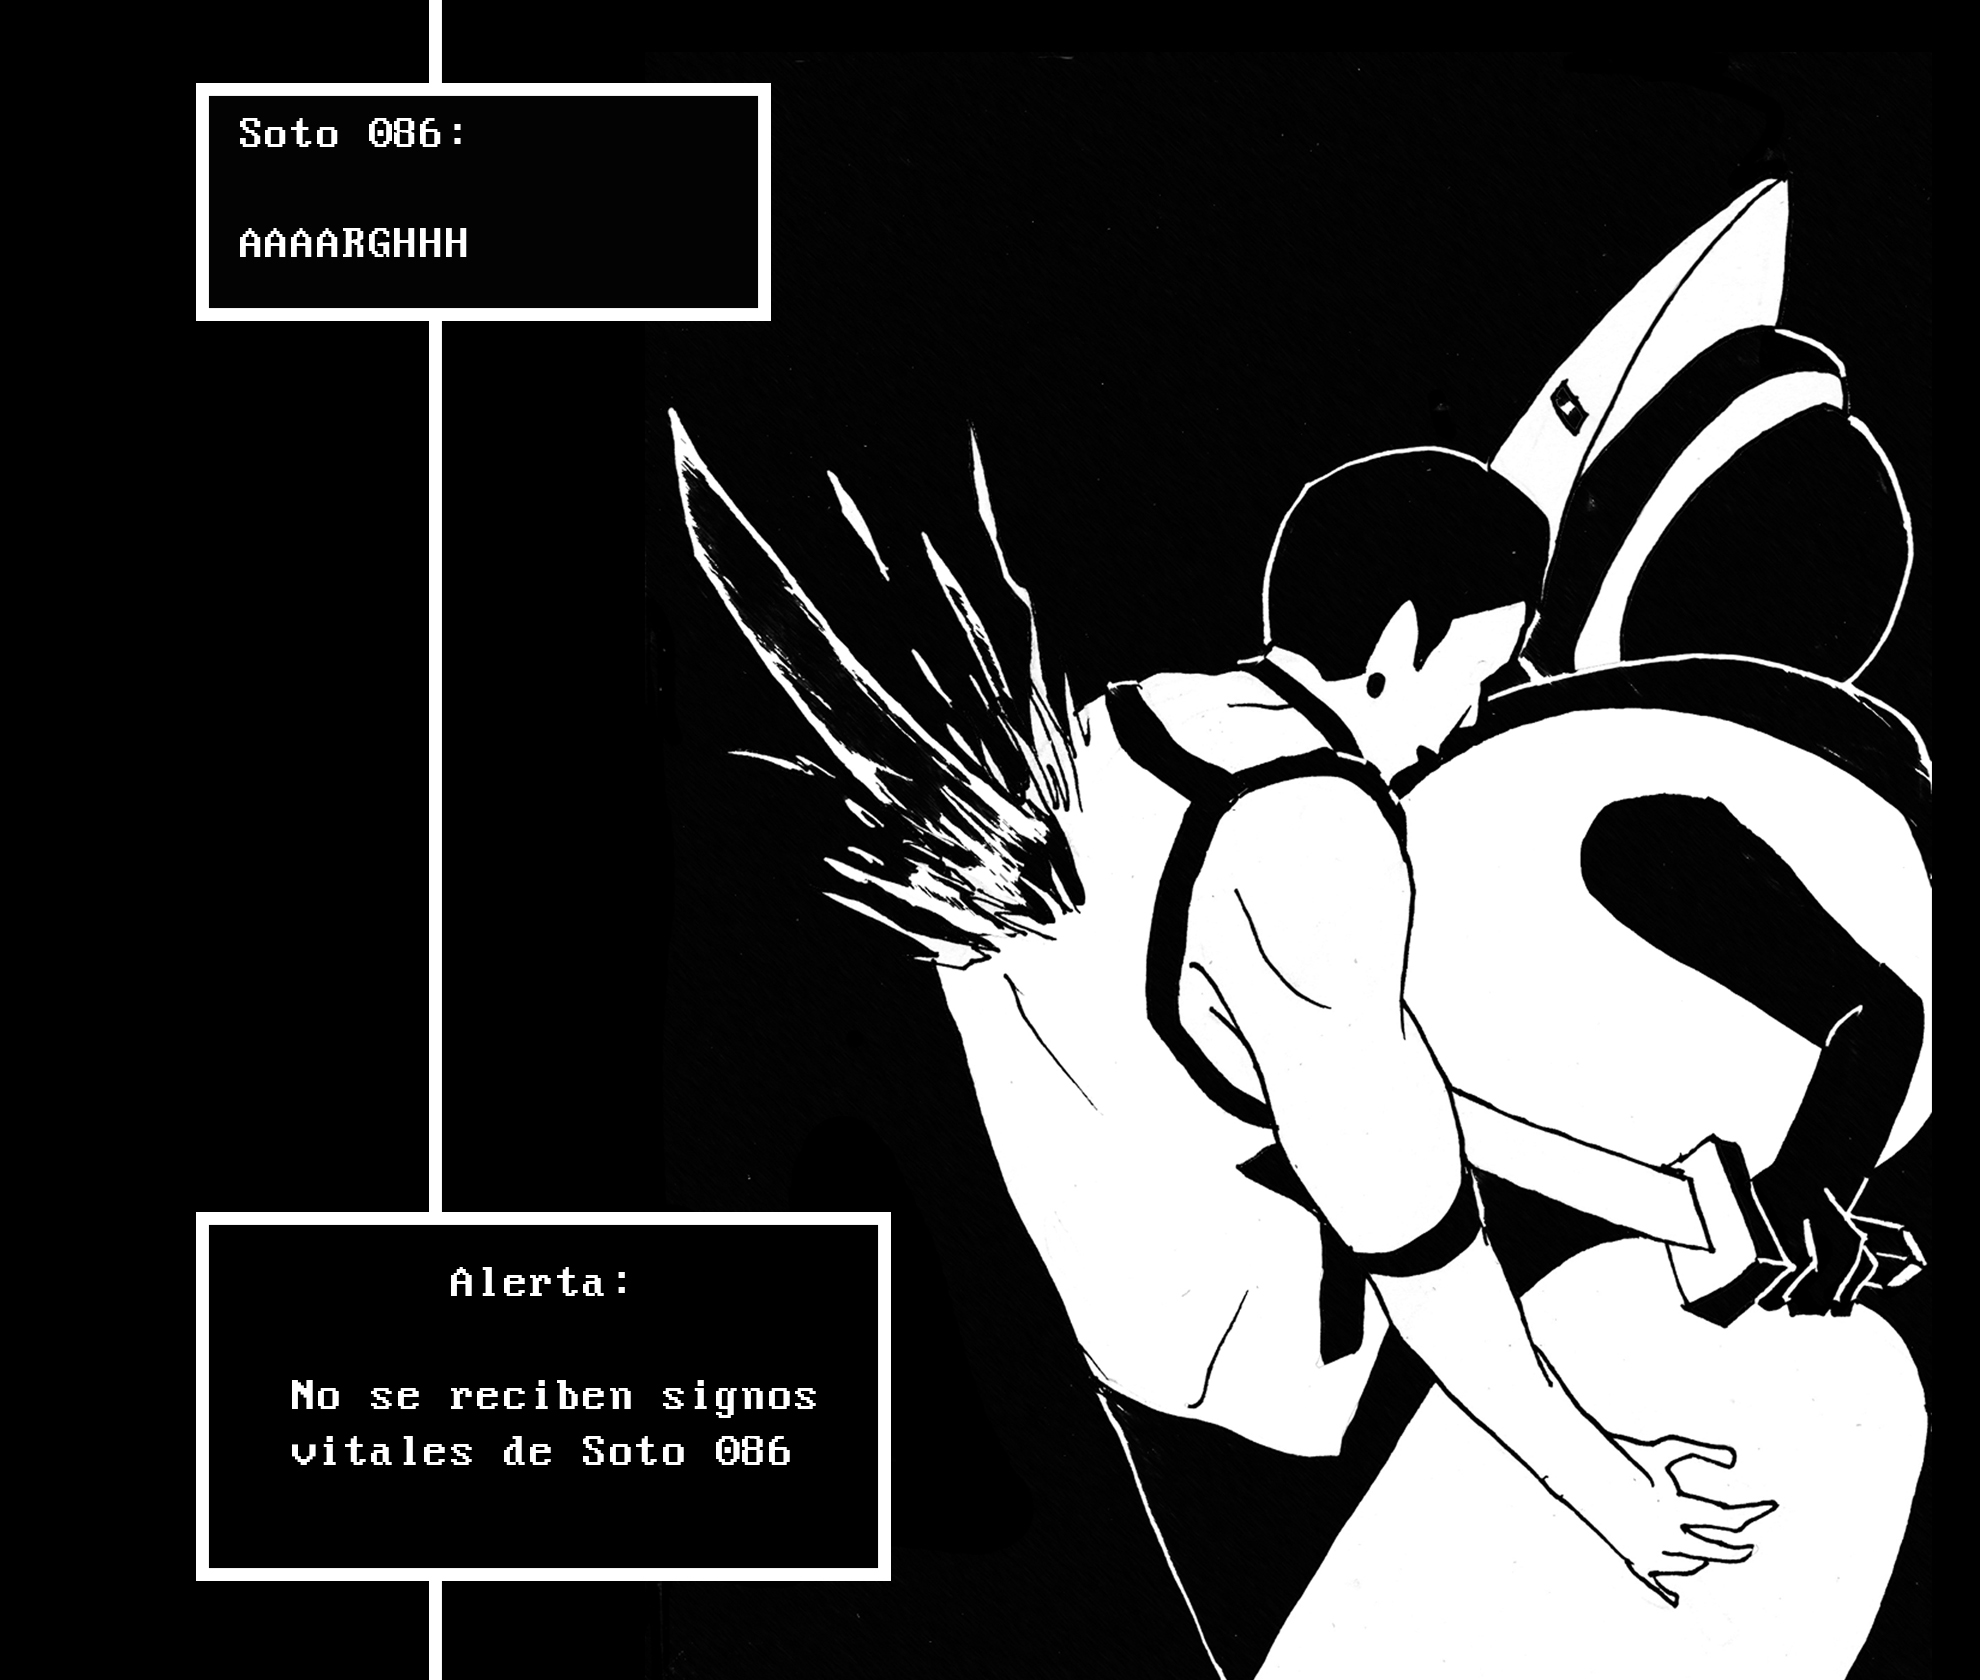 Soto 086:
AAAARGHHH
Alerta:
No se reciben signos
vitales de Soto 086